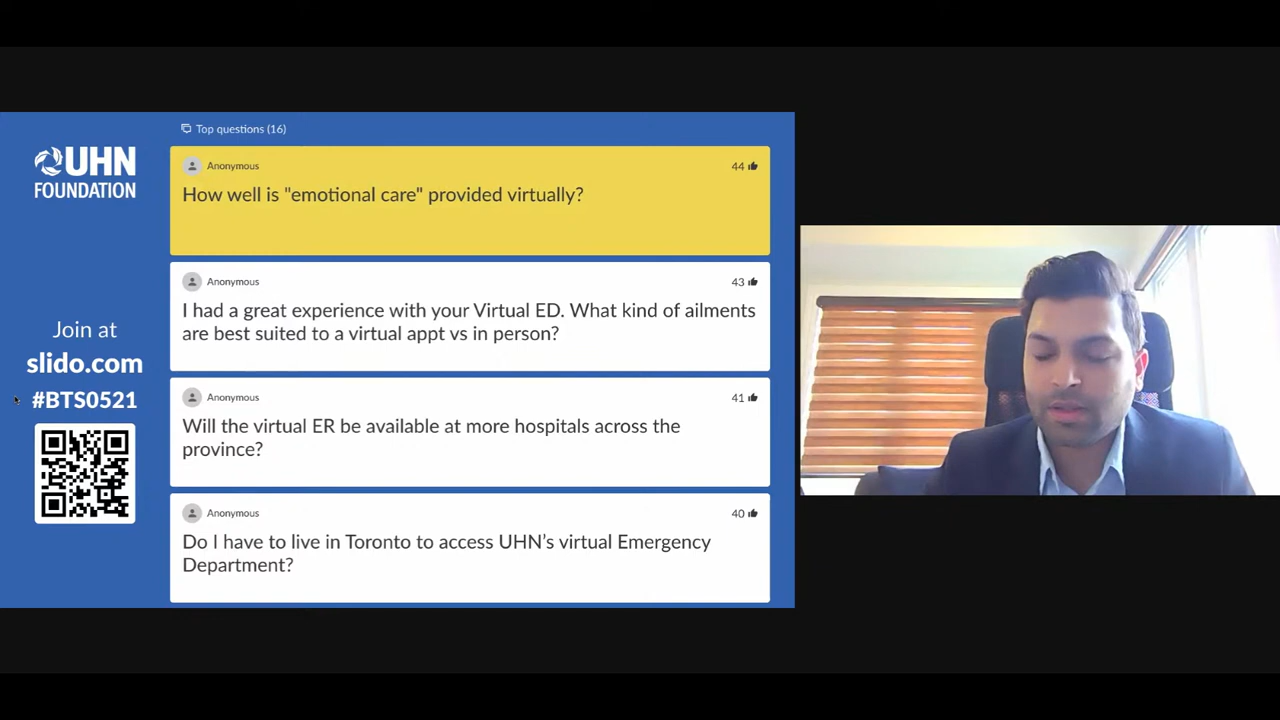 UHN
FOUNDATION
Join at
slido.com
#BTS0521
Top questions (16)
Anonymous
44
How well is "emotional care" provided virtually?
Anonymous
43
I had a great experience with your Virtual ED. What kind of ailments
are best suited to a virtual appt vs in person?
Anonymous
41
Will the virtual ER be available at more hospitals across the
province?
Anonymous
40
Do I have to live in Toronto to access UHN’s virtual Emergency
Department?